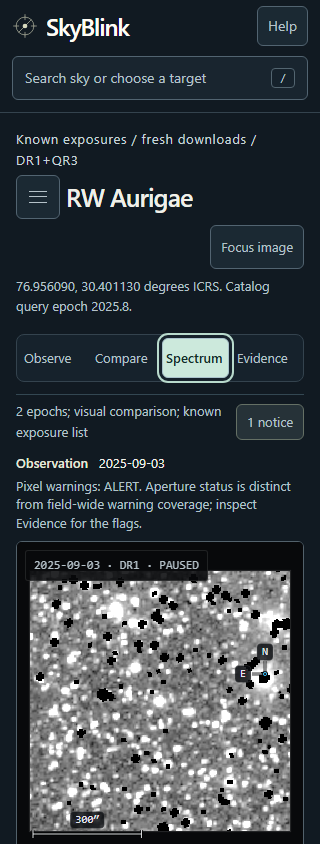 SkyBlink
Help
Search sky or choose a target
/
Known exposures / fresh downloads /
DR1+QR3
RW Aurigae
Focus image
76.956090, 30.401130 degrees ICRS. Catalog
query epoch 2025.8.
Observe Compare Spectrum Evidence
2 epochs; visual comparison; known
exposure list
1 notice
Observation 2025-09-03
Pixel warnings: ALERT. Aperture status is distinct
from field-wide warning coverage; inspect
Evidence for the flags.
2025-09-03 · DR1 · PAUSED
N
E
300″